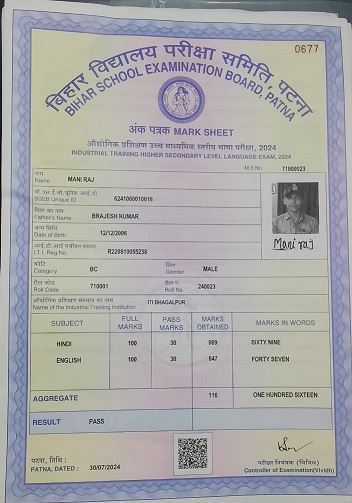 0677
बिहार विद्यालय परीक्षा समिति, पटना
BIHAR SCHOOL EXAMINATION BOARD, PATNA
अंक पत्रक MARK SHEET
औद्योगिक प्रशिक्षण उच्च माध्यमिक स्तरीय भाषा परीक्षा, 2024
INDUSTRIAL TRAINING HIGHER SECONDARY LEVEL LANGUAGE EXAM, 2024
M.S.No. 71800023
नाम
Name MANI RAJ
बी.एस.ई.बी.यूनिक आई.डी.
BSEB Unique ID 6241060010016
पिता का नाम
Father's Name BRAJESH KUMAR
जन्म तिथि
Date of Birth 12/12/2006
आई.टी.आई पंजीयन संख्या
I.T.I. Reg No. R220810055238
Mani raj
कोटि लिंग
Category BC Gender MALE
रौल कोड रौल नं
Roll Code 710001 Roll No. 240023
औद्योगिक प्रशिक्षण संस्थान का नाम
Name of the Industrial Training Institution ITI BHAGALPUR
SUBJECT FULL MARKS PASS MARKS MARKS OBTAINED MARKS IN WORDS
HINDI 100 30 069 SIXTY NINE
ENGLISH 100 30 047 FORTY SEVEN
AGGREGATE 116 ONE HUNDRED SIXTEEN
RESULT PASS
पटना, तिथि :
PATNA, DATED : 30/07/2024
परीक्षा नियंत्रक (विविध)
Controller of Examination(Vividh)